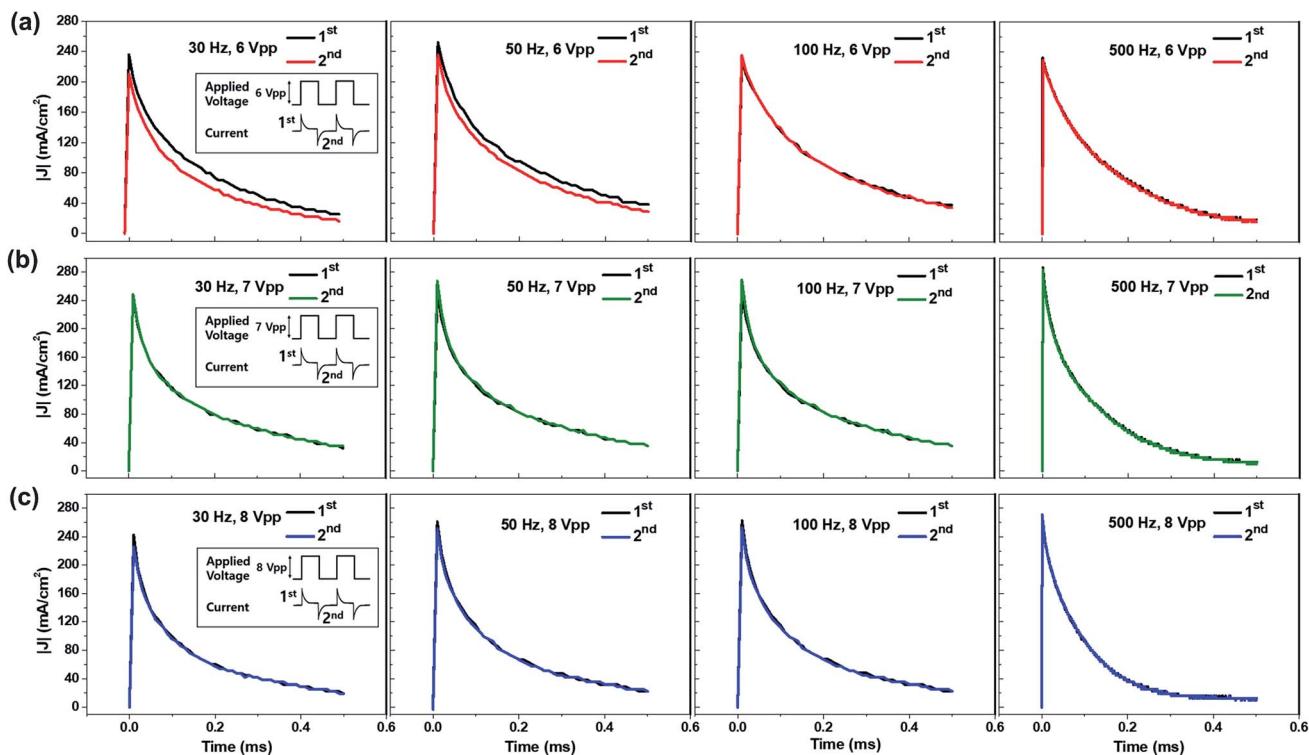 (a)
280
240
200
160
120
80
40
0
|J| (mA/cm²)
30 Hz, 6 Vpp
1st
2nd
Applied Voltage
6 Vpp
Current
1st
2nd
50 Hz, 6 Vpp
1st
2nd
100 Hz, 6 Vpp
1st
2nd
500 Hz, 6 Vpp
1st
2nd
(b)
280
240
200
160
120
80
40
0
|J| (mA/cm²)
30 Hz, 7 Vpp
1st
2nd
Applied Voltage
7 Vpp
Current
1st
2nd
50 Hz, 7 Vpp
1st
2nd
100 Hz, 7 Vpp
1st
2nd
500 Hz, 7 Vpp
1st
2nd
(c)
280
240
200
160
120
80
40
0
|J| (mA/cm²)
30 Hz, 8 Vpp
1st
2nd
Applied Voltage
8 Vpp
Current
1st
2nd
50 Hz, 8 Vpp
1st
2nd
100 Hz, 8 Vpp
1st
2nd
500 Hz, 8 Vpp
1st
2nd
0.0 0.2 0.4 0.6 0.0 0.2 0.4 0.6 0.0 0.2 0.4 0.6 0.0 0.2 0.4 0.6
Time (ms) Time (ms) Time (ms) Time (ms)